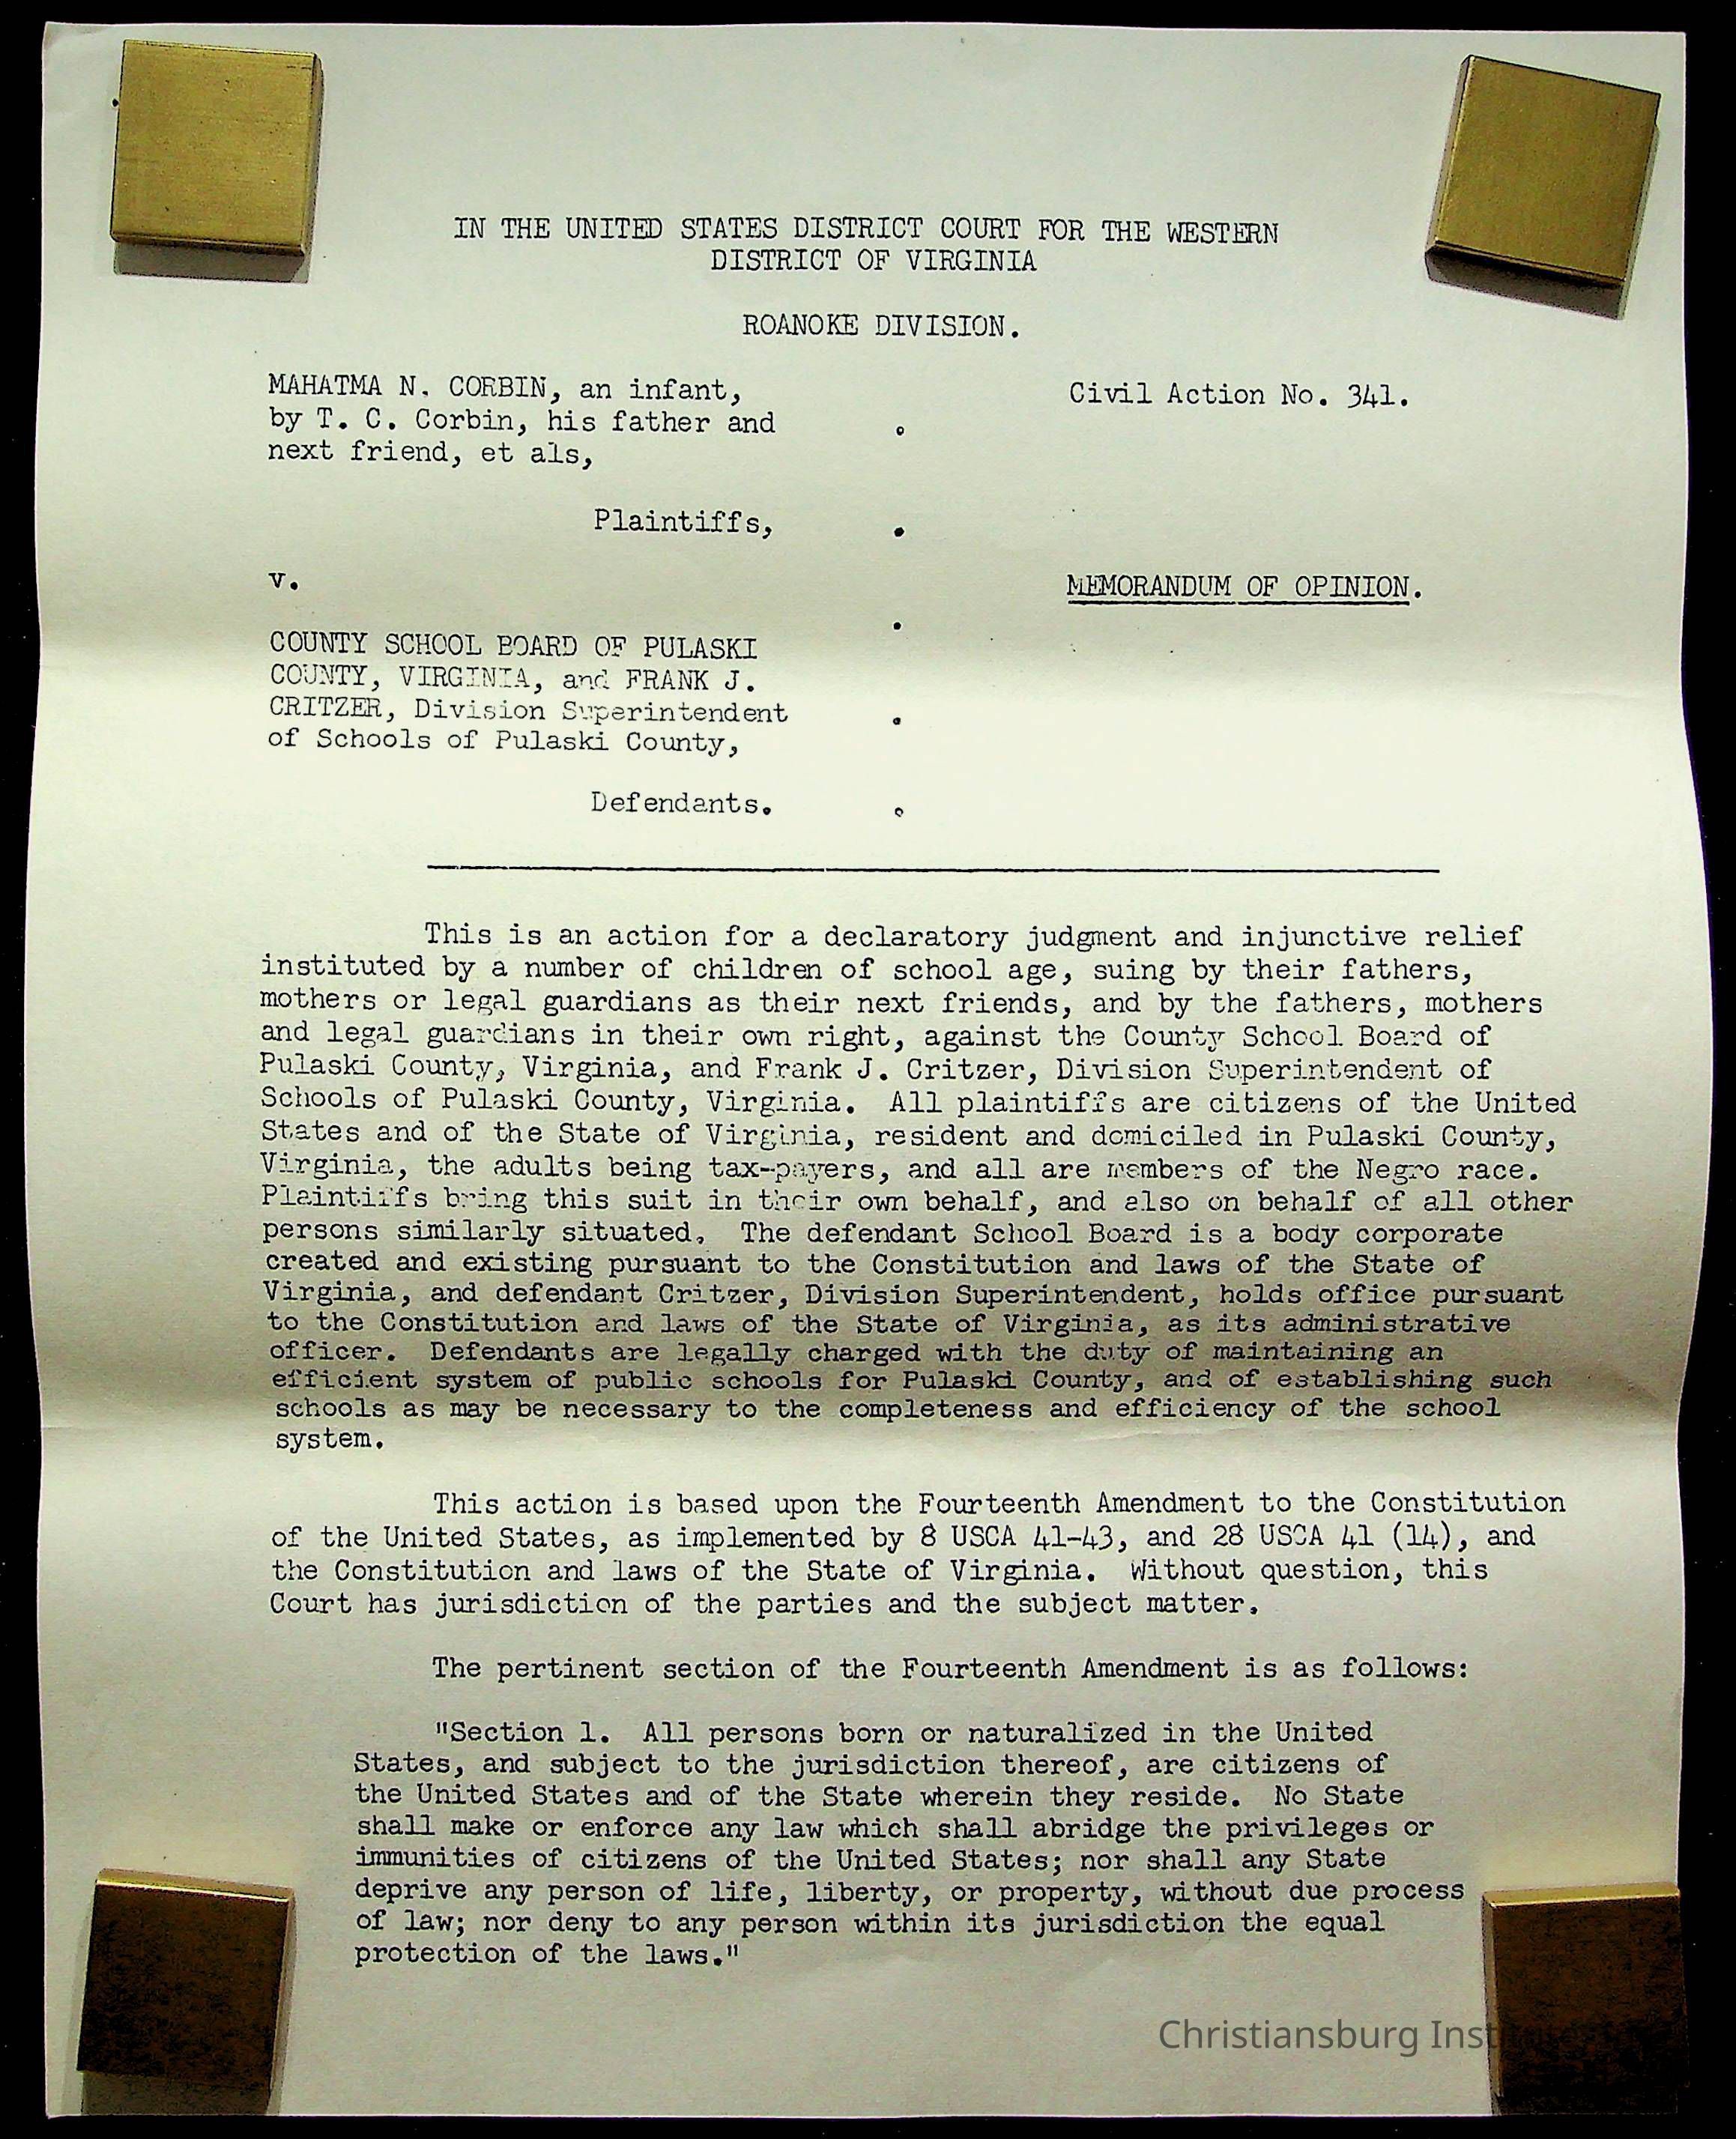 IN THE UNITED STATES DISTRICT COURT FOR THE WESTERN
DISTRICT OF VIRGINIA
ROANOKE DIVISION.
MAHATMA N. CORBIN, an infant,
by T. C. Corbin, his father and
next friend, et als,
Plaintiffs,
v.
COUNTY SCHOOL BOARD OF PULASKI
COUNTY, VIRGINIA, and FRANK J.
CRITZER, Division Superintendent
of Schools of Pulaski County,
Defendants.
Civil Action No. 341.
MEMORANDUM OF OPINION.
This is an action for a declaratory judgment and injunctive relief
instituted by a number of children of school age, suing by their fathers,
mothers or legal guardians as their next friends, and by the fathers, mothers
and legal guardians in their own right, against the County School Board of
Pulaski County, Virginia, and Frank J. Critzer, Division Superintendent of
Schools of Pulaski County, Virginia. All plaintiffs are citizens of the United
States and of the State of Virginia, resident and domiciled in Pulaski County,
Virginia, the adults being tax-payers, and all are members of the Negro race.
Plaintiffs bring this suit in their own behalf, and also on behalf of all other
persons similarly situated. The defendant School Board is a body corporate
created and existing pursuant to the Constitution and laws of the State of
Virginia, and defendant Critzer, Division Superintendent, holds office pursuant
to the Constitution and laws of the State of Virginia, as its administrative
officer. Defendants are legally charged with the duty of maintaining an
efficient system of public schools for Pulaski County, and of establishing such
schools as may be necessary to the completeness and efficiency of the school
system.
This action is based upon the Fourteenth Amendment to the Constitution
of the United States, as implemented by 8 USCA 41-43, and 28 USCA 41 (14), and
the Constitution and laws of the State of Virginia. Without question, this
Court has jurisdiction of the parties and the subject matter.
The pertinent section of the Fourteenth Amendment is as follows:
"Section 1. All persons born or naturalized in the United
States, and subject to the jurisdiction thereof, are citizens of
the United States and of the State wherein they reside. No State
shall make or enforce any law which shall abridge the privileges or
immunities of citizens of the United States; nor shall any State
deprive any person of life, liberty, or property, without due process
of law; nor deny to any person within its jurisdiction the equal
protection of the laws."
Christiansburg